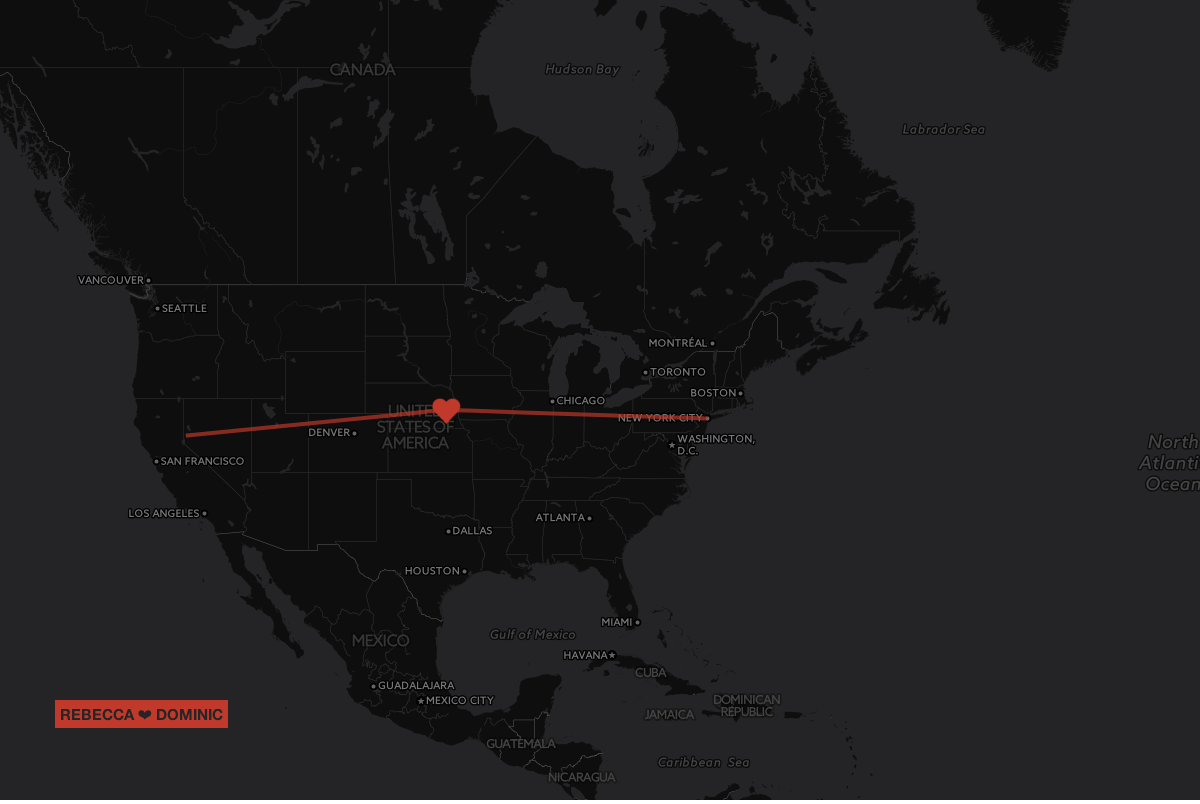 CANADA
Hudson Bay
Labrador Sea
VANCOUVER
SEATTLE
MONTRÉAL
TORONTO
BOSTON
CHICAGO
UNITED
STATES OF
AMERICA
NEW YORK CITY
DENVER
WASHINGTON,
D.C.
North
Atlanti
Ocean
SAN FRANCISCO
LOS ANGELES
ATLANTA
DALLAS
HOUSTON
MIAMI
Gulf of Mexico
MEXICO
HAVANA
CUBA
GUADALAJARA
MEXICO CITY
DOMINICAN
REPUBLIC
JAMAICA
REBECCA ❤ DOMINIC
GUATEMALA
Caribbean Sea
NICARAGUA